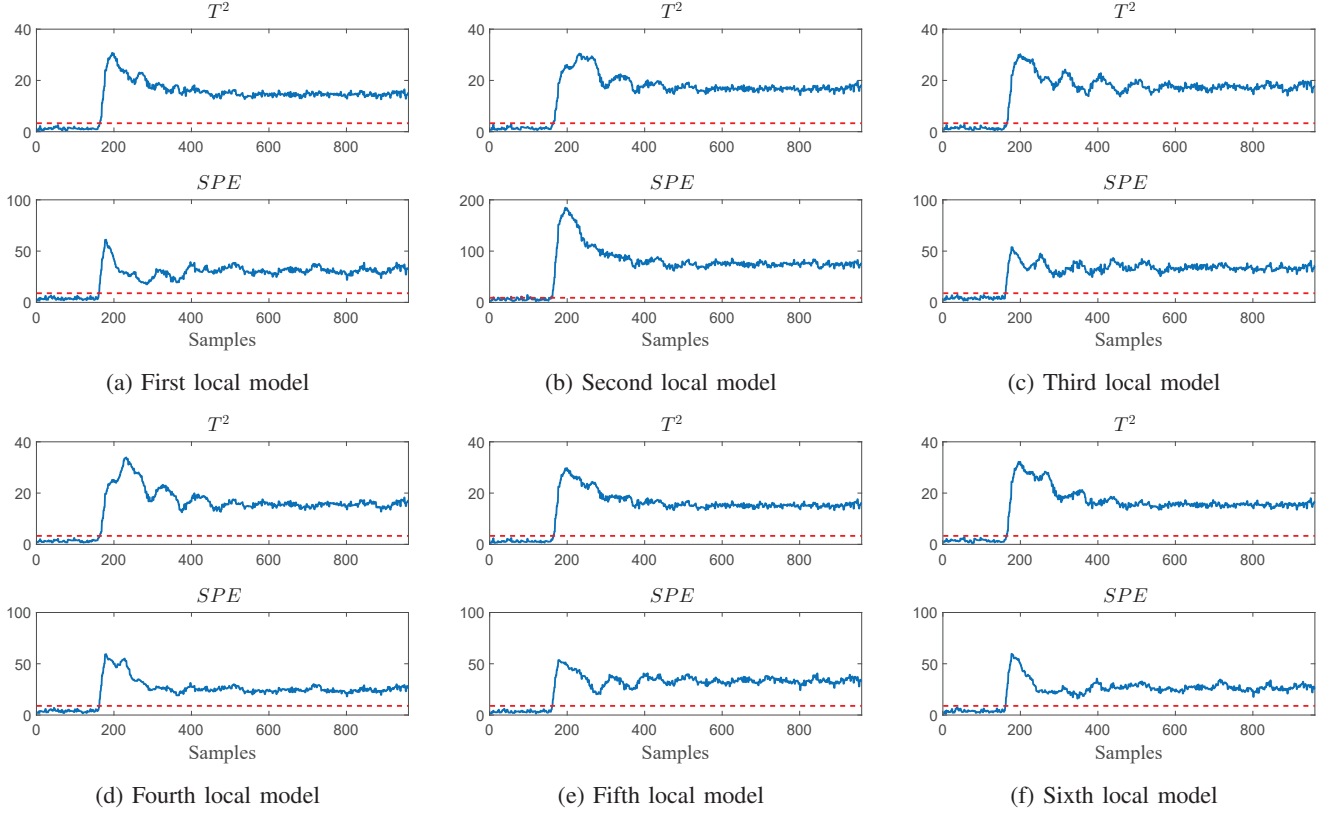 T² T² T²
40 40 40
20 20 20
0 0 0
0 200 400 600 800 0 200 400 600 800 0 200 400 600 800
SPE SPE SPE
100 200 100
50 100 50
0 0 0
0 200 400 600 800 0 200 400 600 800 0 200 400 600 800
Samples Samples Samples
(a) First local model (b) Second local model (c) Third local model
T² T² T²
40 40 40
20 20 20
0 0 0
0 200 400 600 800 0 200 400 600 800 0 200 400 600 800
SPE SPE SPE
100 100 100
50 50 50
0 0 0
0 200 400 600 800 0 200 400 600 800 0 200 400 600 800
Samples Samples Samples
(d) Fourth local model (e) Fifth local model (f) Sixth local model